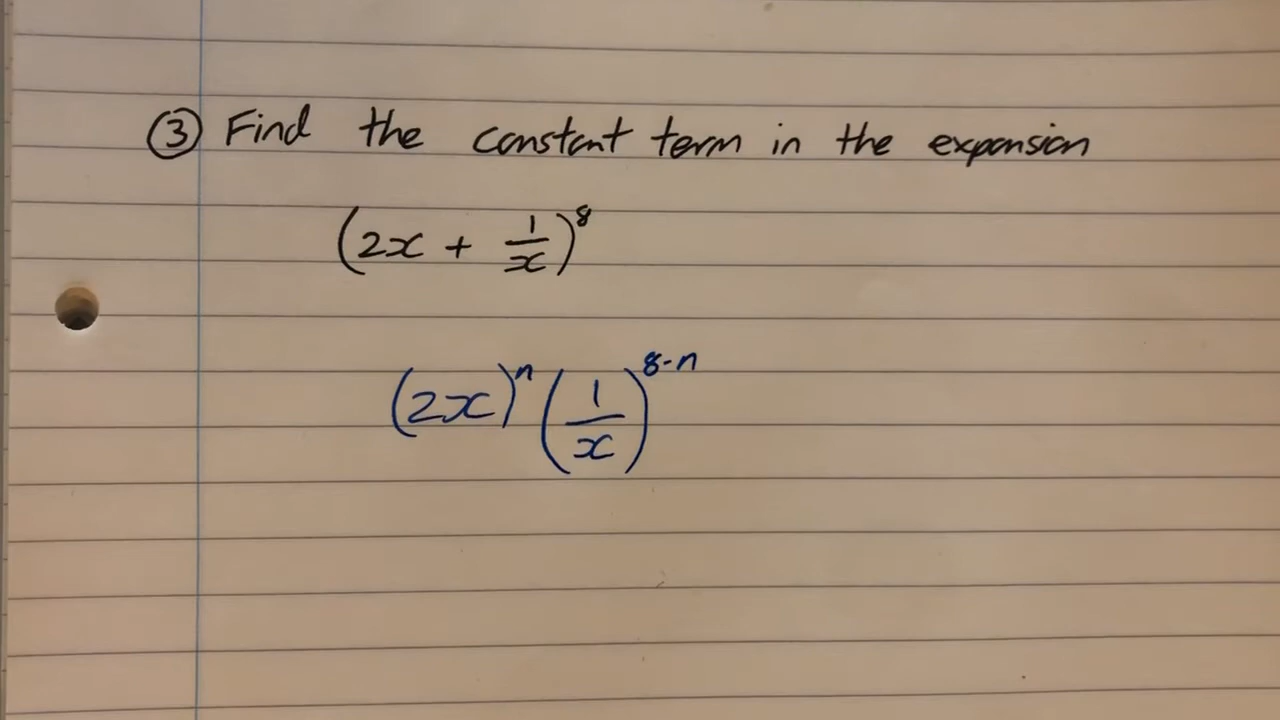 ③ Find the constant term in the expansion
(2x + 1/x)^8
(2x)^n (1/x)^{8-n}